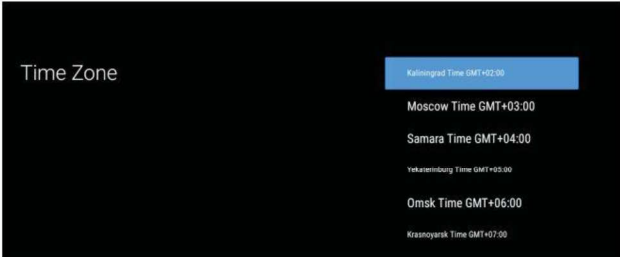 Time Zone
Kaliningrad Time GMT+02:00
Moscow Time GMT+03:00
Samara Time GMT+04:00
Yekaterinburg Time GMT+05:00
Omsk Time GMT+06:00
Krasnoyarsk Time GMT+07:00